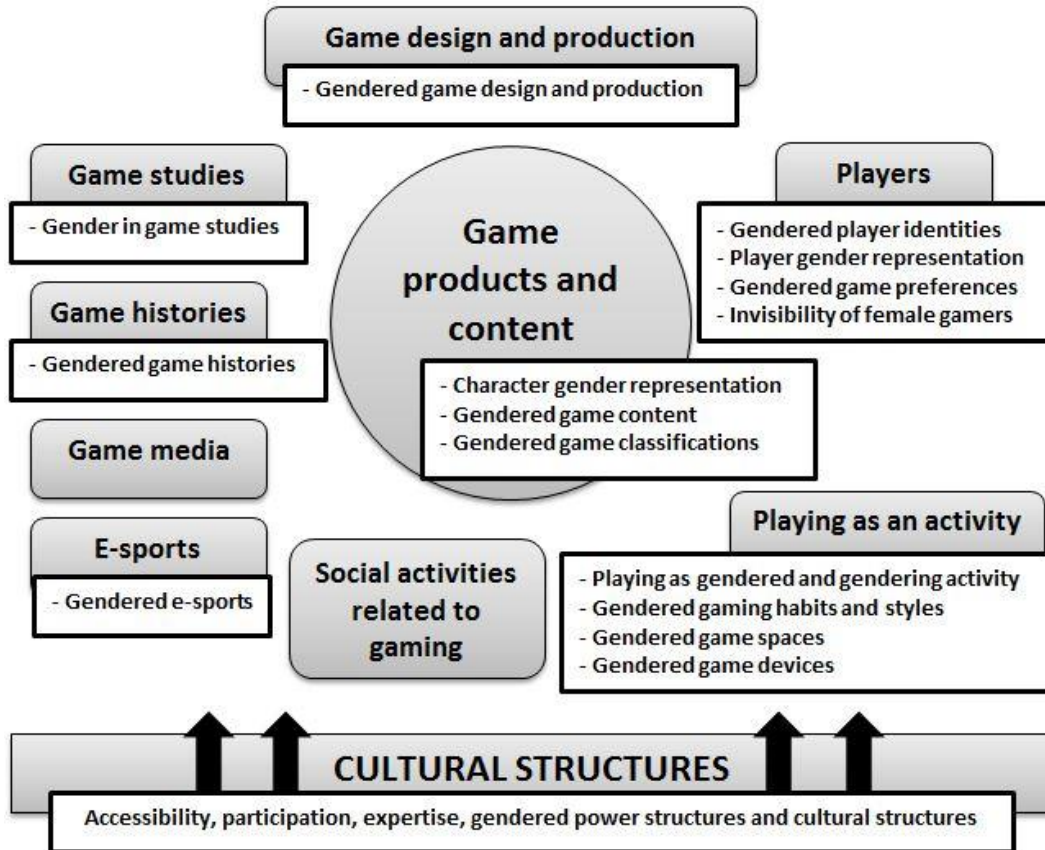 Game design and production
- Gendered game design and production
Game studies
- Gender in game studies
Game histories
- Gendered game histories
Game media
E-sports
- Gendered e-sports
Game
products and
content
- Character gender representation
- Gendered game content
- Gendered game classifications
Social activities
related to
gaming
Players
- Gendered player identities
- Player gender representation
- Gendered game preferences
- Invisibility of female gamers
Playing as an activity
- Playing as gendered and gendering activity
- Gendered gaming habits and styles
- Gendered game spaces
- Gendered game devices
CULTURAL STRUCTURES
Accessibility, participation, expertise, gendered power structures and cultural structures